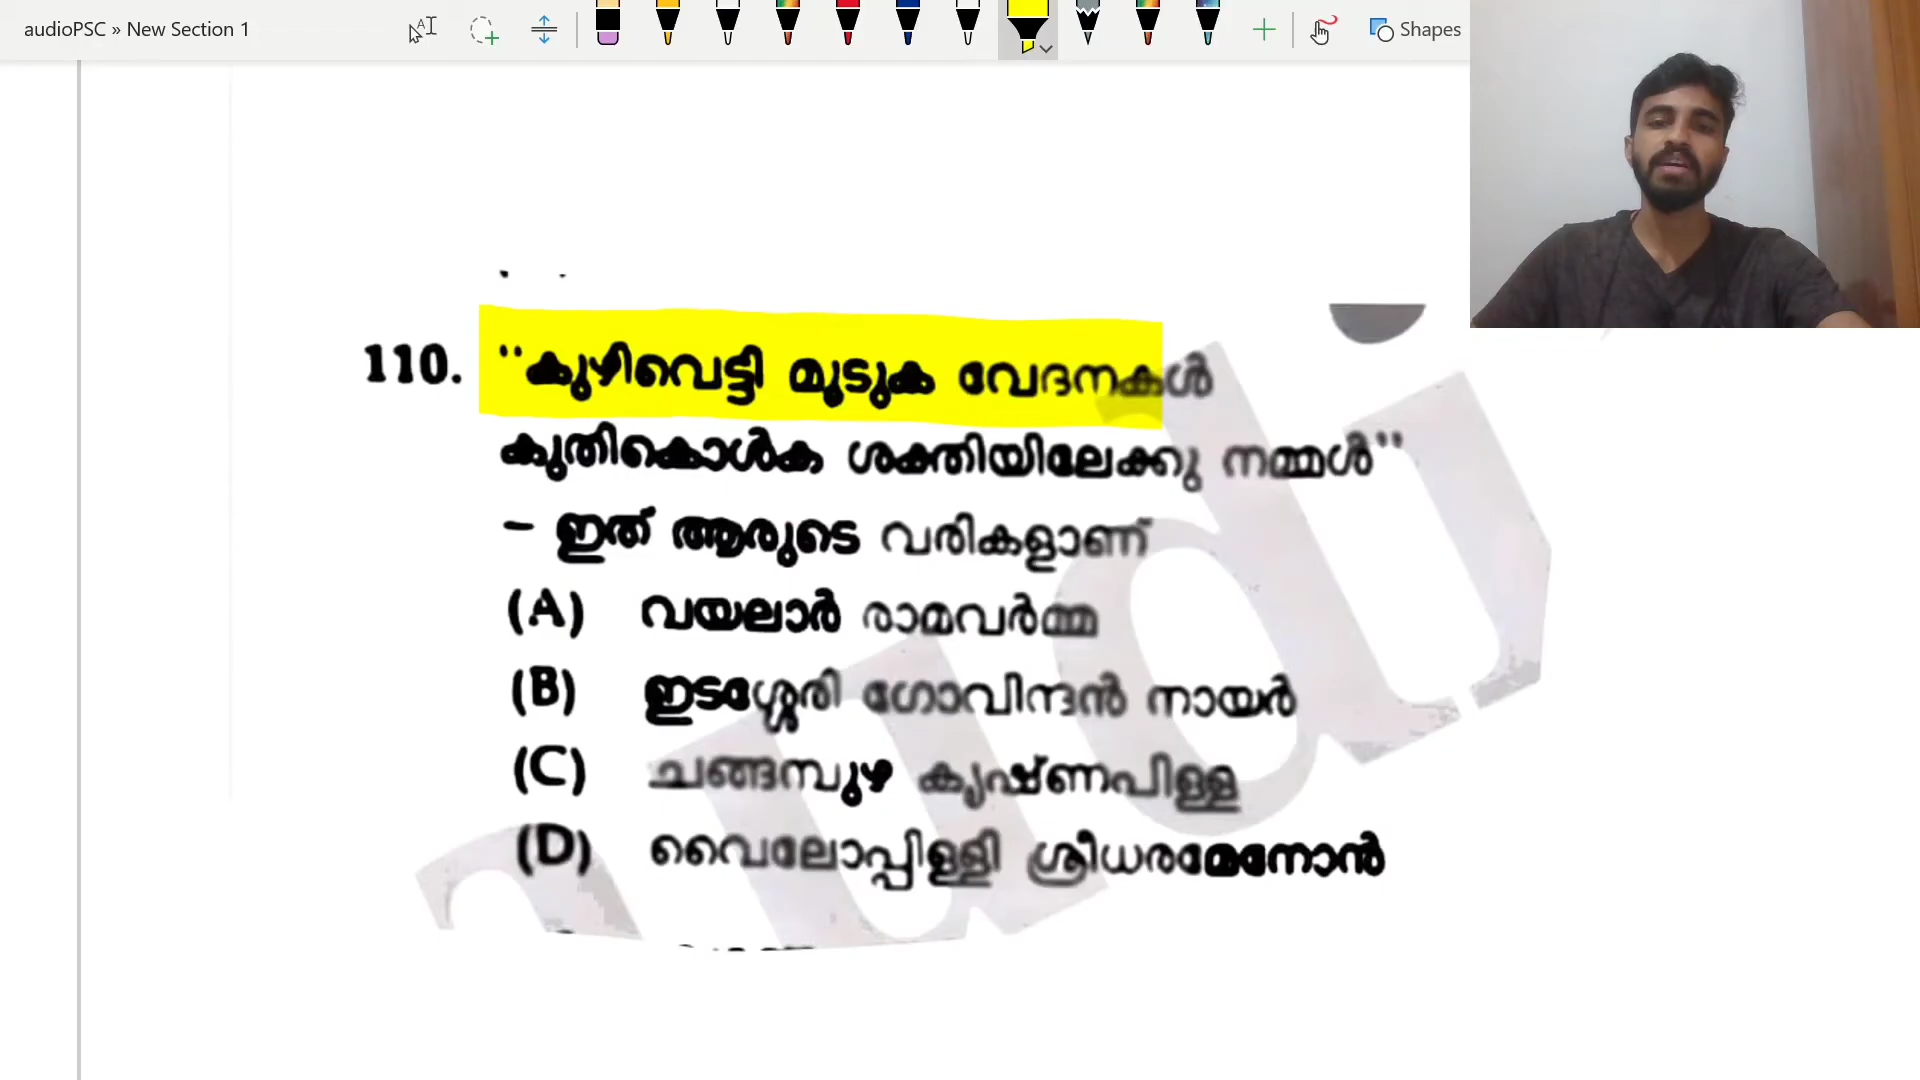 audioPSC » New Section 1
Shapes
110. "കുഴിവെട്ടി മൂടുക വേദനകൾ
കുതികൊൾക ശക്തിയിലേക്കു നമ്മൾ"
– ഇത് ആരുടെ വരികളാണ്
(A) വയലാർ രാമവർമ്മ
(B) ഇടശ്ശേരി ഗോവിന്ദൻ നായർ
(C) ചങ്ങമ്പുഴ കൃഷ്ണപിള്ള
(D) വൈലോപ്പിള്ളി ശ്രീധരമേനോൻ